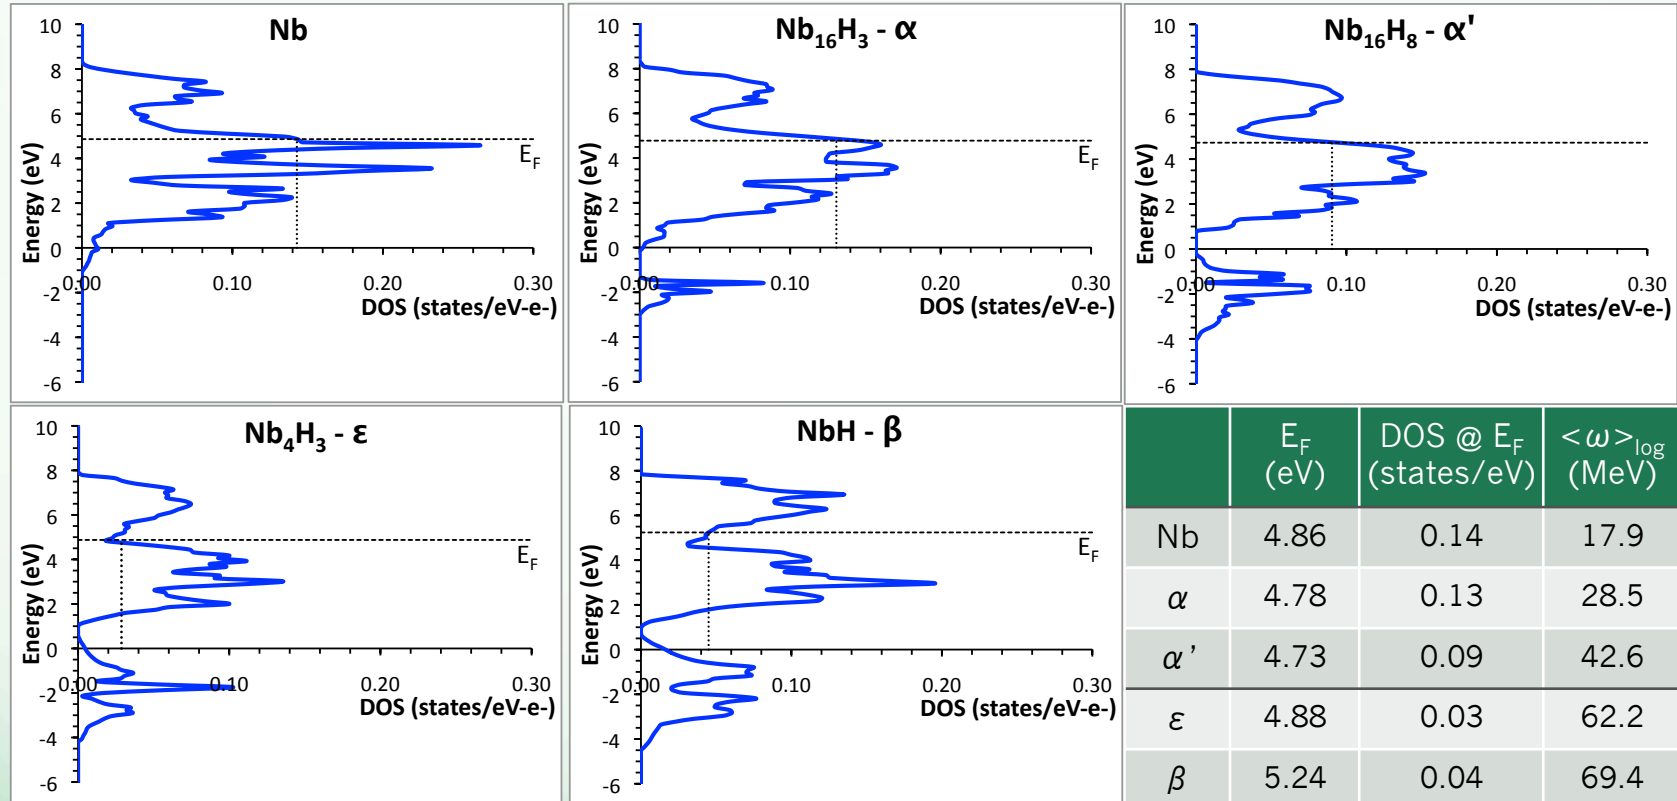 Nb
10
8
6
4
2
0
-2
-4
-6
Energy (eV)
E_F
0.00 0.10 0.20 0.30
DOS (states/eV-e-)
Nb₁₆H₃ - α
10
8
6
4
2
0
-2
-4
-6
Energy (eV)
E_F
0.00 0.10 0.20 0.30
DOS (states/eV-e-)
Nb₁₆H₈ - α'
10
8
6
4
2
0
-2
-4
-6
Energy (eV)
E_F
0.00 0.10 0.20 0.30
DOS (states/eV-e-)
Nb₄H₃ - ε
10
8
6
4
2
0
-2
-4
-6
Energy (eV)
E_F
0.00 0.10 0.20 0.30
DOS (states/eV-e-)
NbH - β
10
8
6
4
2
0
-2
-4
-6
Energy (eV)
E_F
0.00 0.10 0.20 0.30
DOS (states/eV-e-)
E_F DOS @ E_F <ω>log
(eV) (states/eV) (MeV)
Nb 4.86 0.14 17.9
α 4.78 0.13 28.5
α' 4.73 0.09 42.6
ε 4.88 0.03 62.2
β 5.24 0.04 69.4